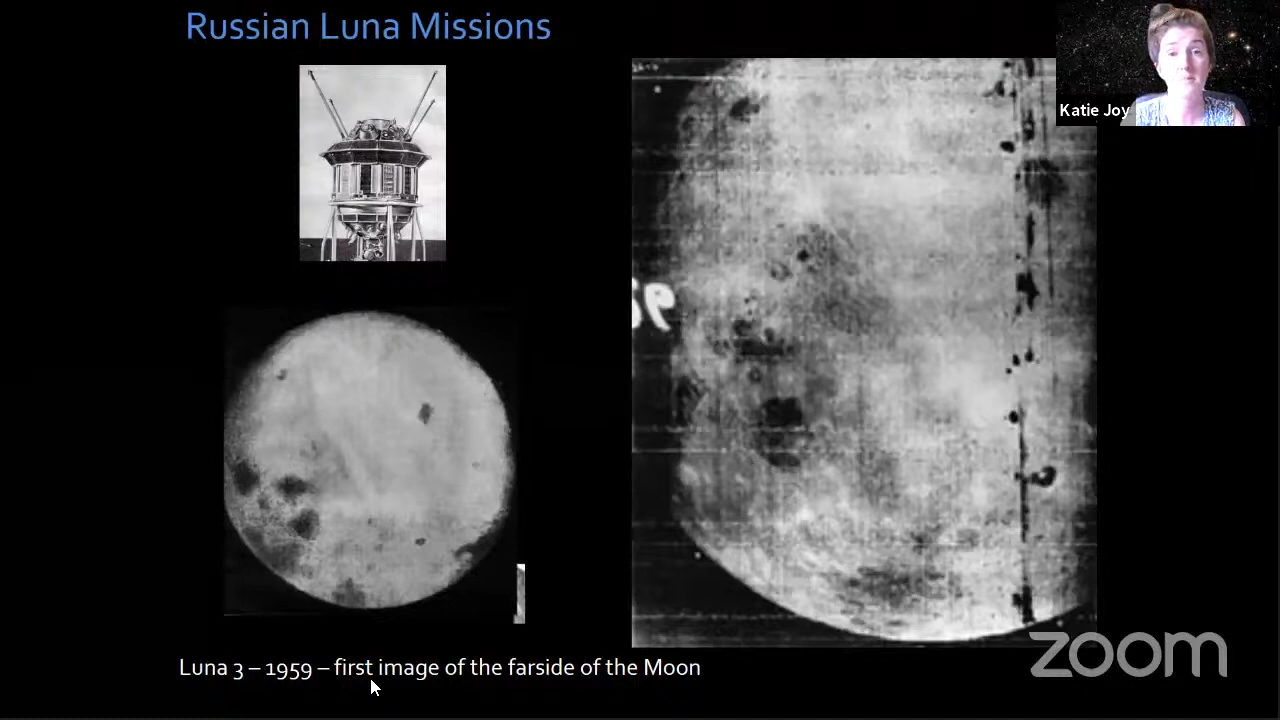 Russian Luna Missions
Katie Joy
Luna 3 – 1959 – first image of the farside of the Moon
zoom